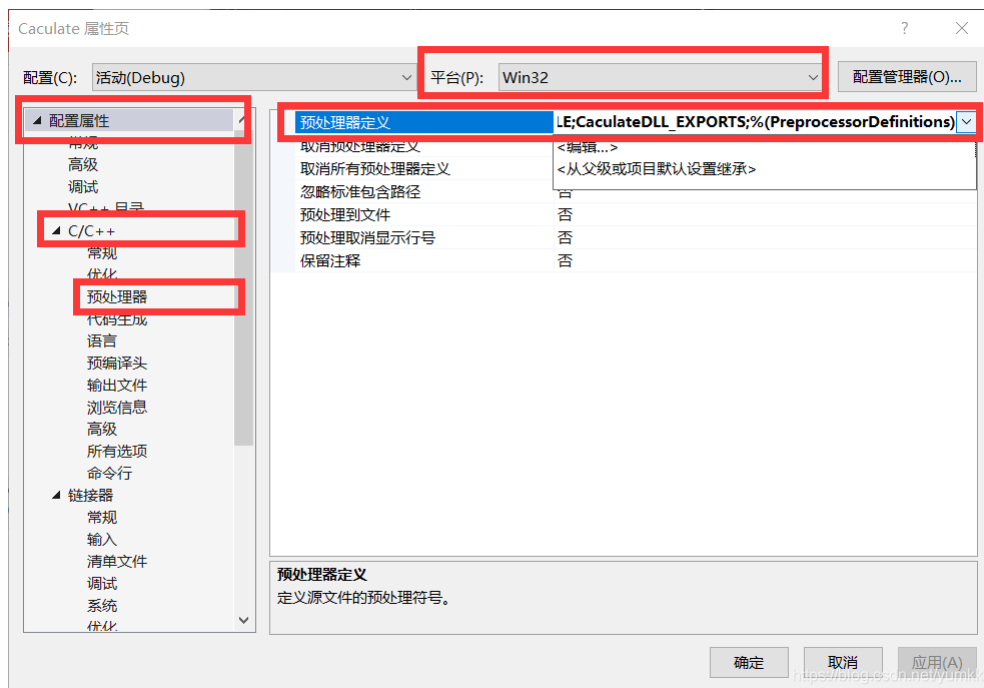 Caculate 属性页
配置(C): 活动(Debug) 平台(P): Win32 配置管理器(O)...
配置属性
常规
高级
调试
VC++ 目录
C/C++
常规
优化
预处理器
代码生成
语言
预编译头
输出文件
浏览信息
高级
所有选项
命令行
链接器
常规
输入
清单文件
调试
系统
优化
预处理器定义 LE;CaculateDLL_EXPORTS;%(PreprocessorDefinitions)
取消预处理器定义 <编辑...>
取消所有预处理器定义 <从父级或项目默认设置继承>
忽略标准包含路径 否
预处理到文件 否
预处理取消显示行号 否
保留注释 否
预处理器定义
定义源文件的预处理符号。
确定 取消 应用(A)
https://blog.csdn.net/yumkk